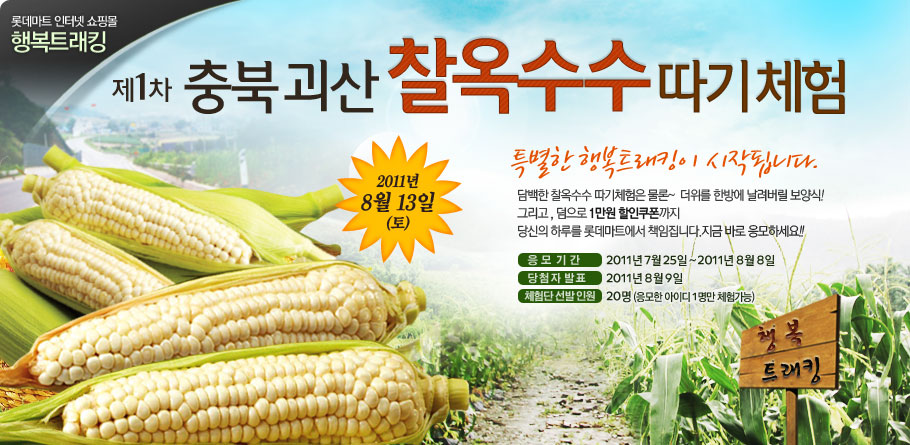 롯데마트 인터넷 쇼핑몰
행복트래킹
제1차 충북 괴산 찰옥수수 따기 체험
2011년
8월 13일
(토)
특별한 행복트래킹이 시작됩니다.
담백한 찰옥수수 따기체험은 물론~ 더위를 한방에 날려버릴 보양식!
그리고, 덤으로 1만원 할인쿠폰까지
당신의 하루를 롯데마트에서 책임집니다.지금 바로 응모하세요!!
응모 기간 2011년 7월 25일 ~ 2011년 8월 8일
당첨자 발표 2011년 8월 9일
체험단 선발 인원 20명 (응모한 아이디 1명만 체험가능)
행복
트래킹